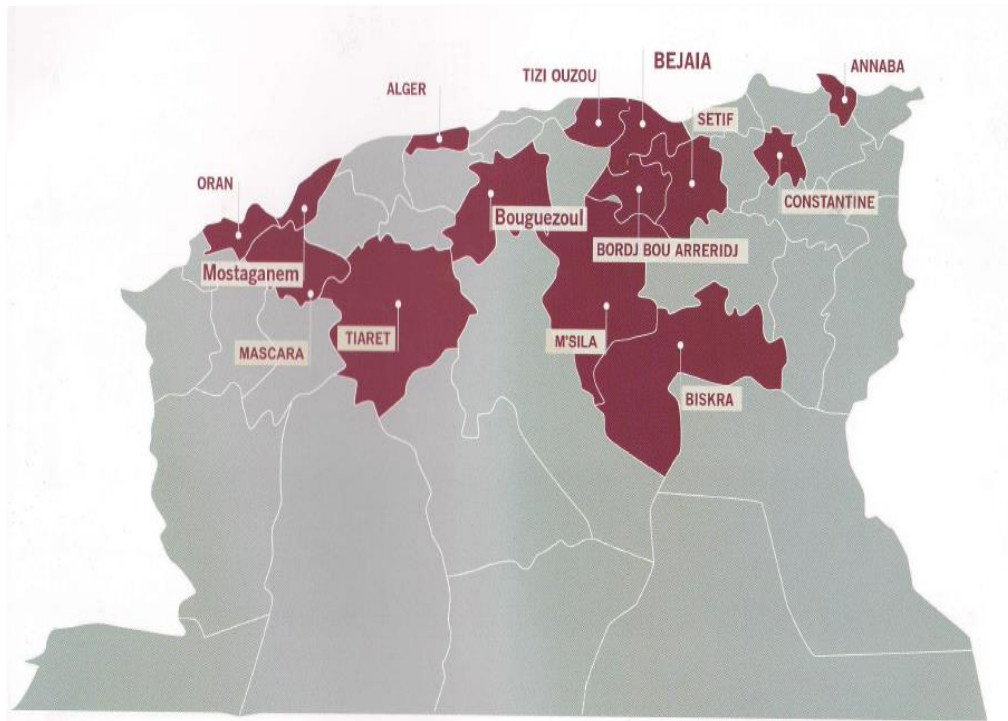 BEJAIA
ANNABA
TIZI OUZOU
ALGER
SETIF
ORAN
CONSTANTINE
Bouguezoul
BORDJ BOU ARRERIDJ
Mostaganem
TIARET
M'SILA
MASCARA
BISKRA